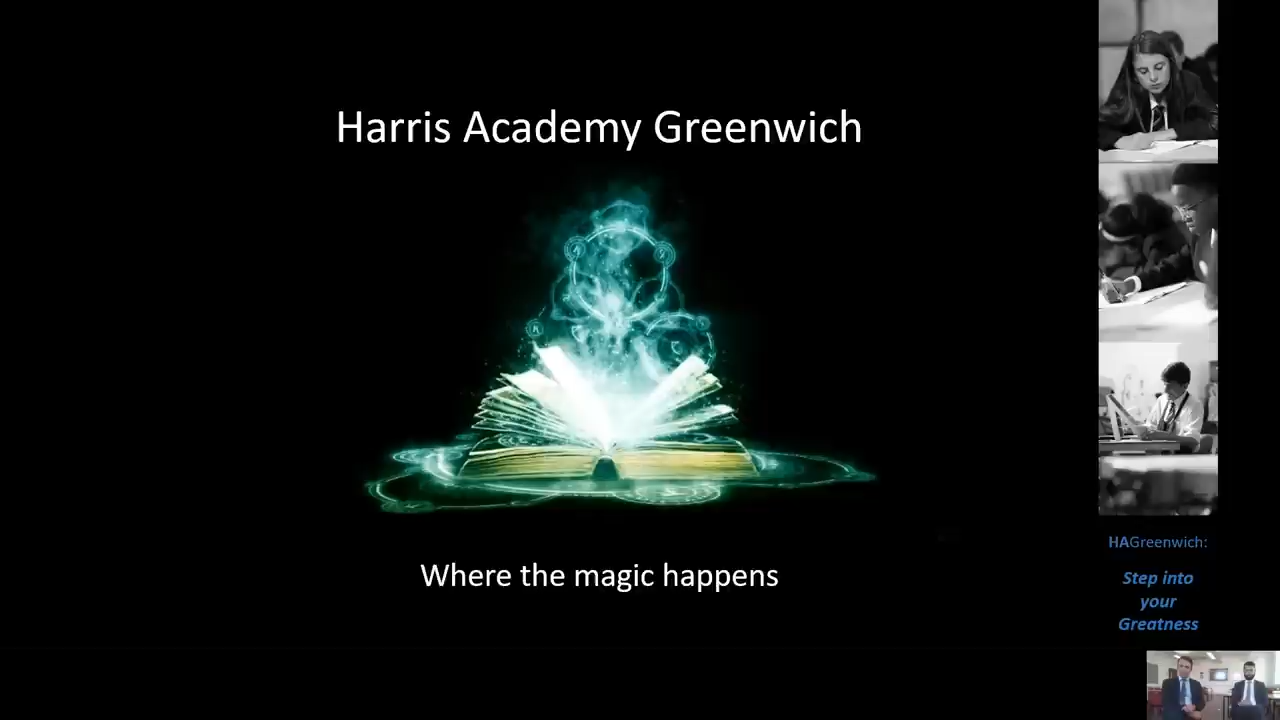 Harris Academy Greenwich
Where the magic happens
HAGreenwich:
Step into
your
Greatness